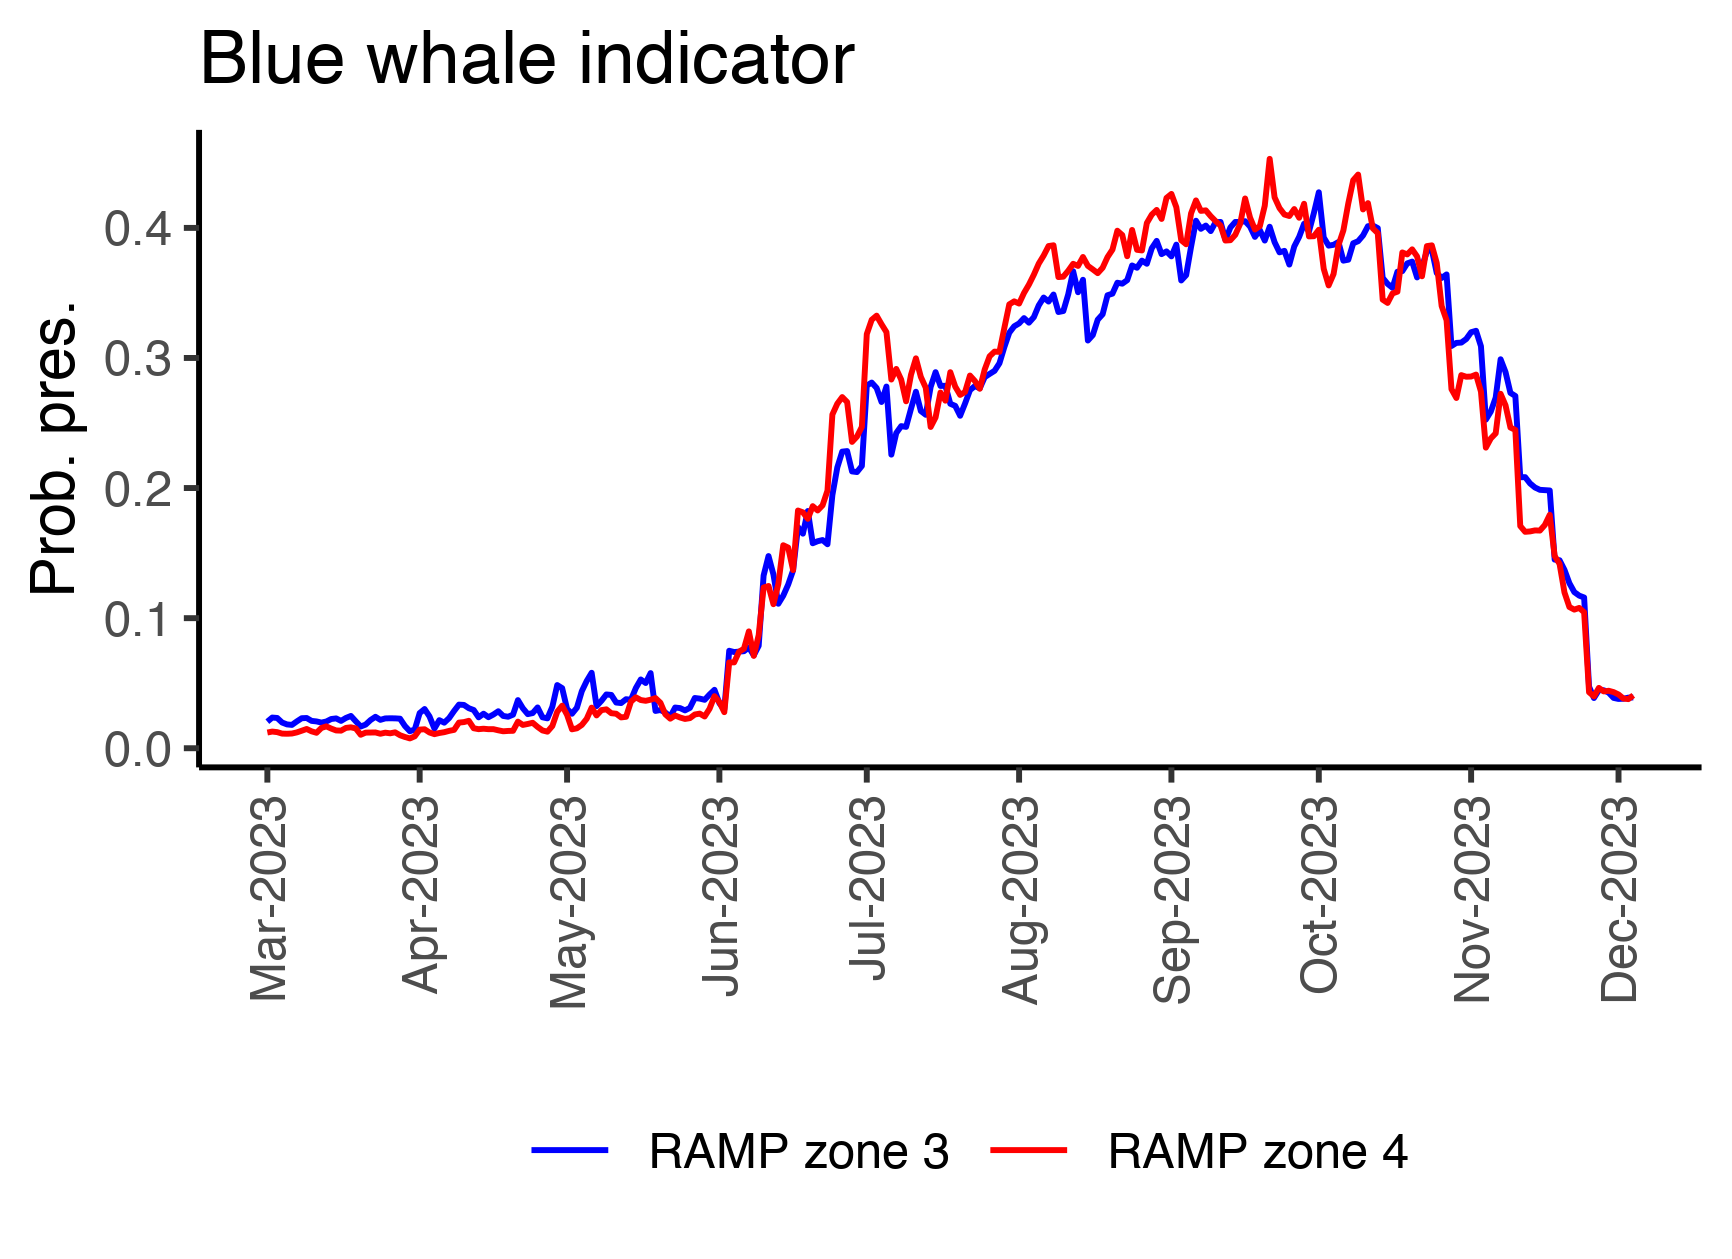 Blue whale indicator
Prob. pres.
0.4
0.3
0.2
0.1
0.0
Mar-2023
Apr-2023
May-2023
Jun-2023
Jul-2023
Aug-2023
Sep-2023
Oct-2023
Nov-2023
Dec-2023
RAMP zone 3
RAMP zone 4